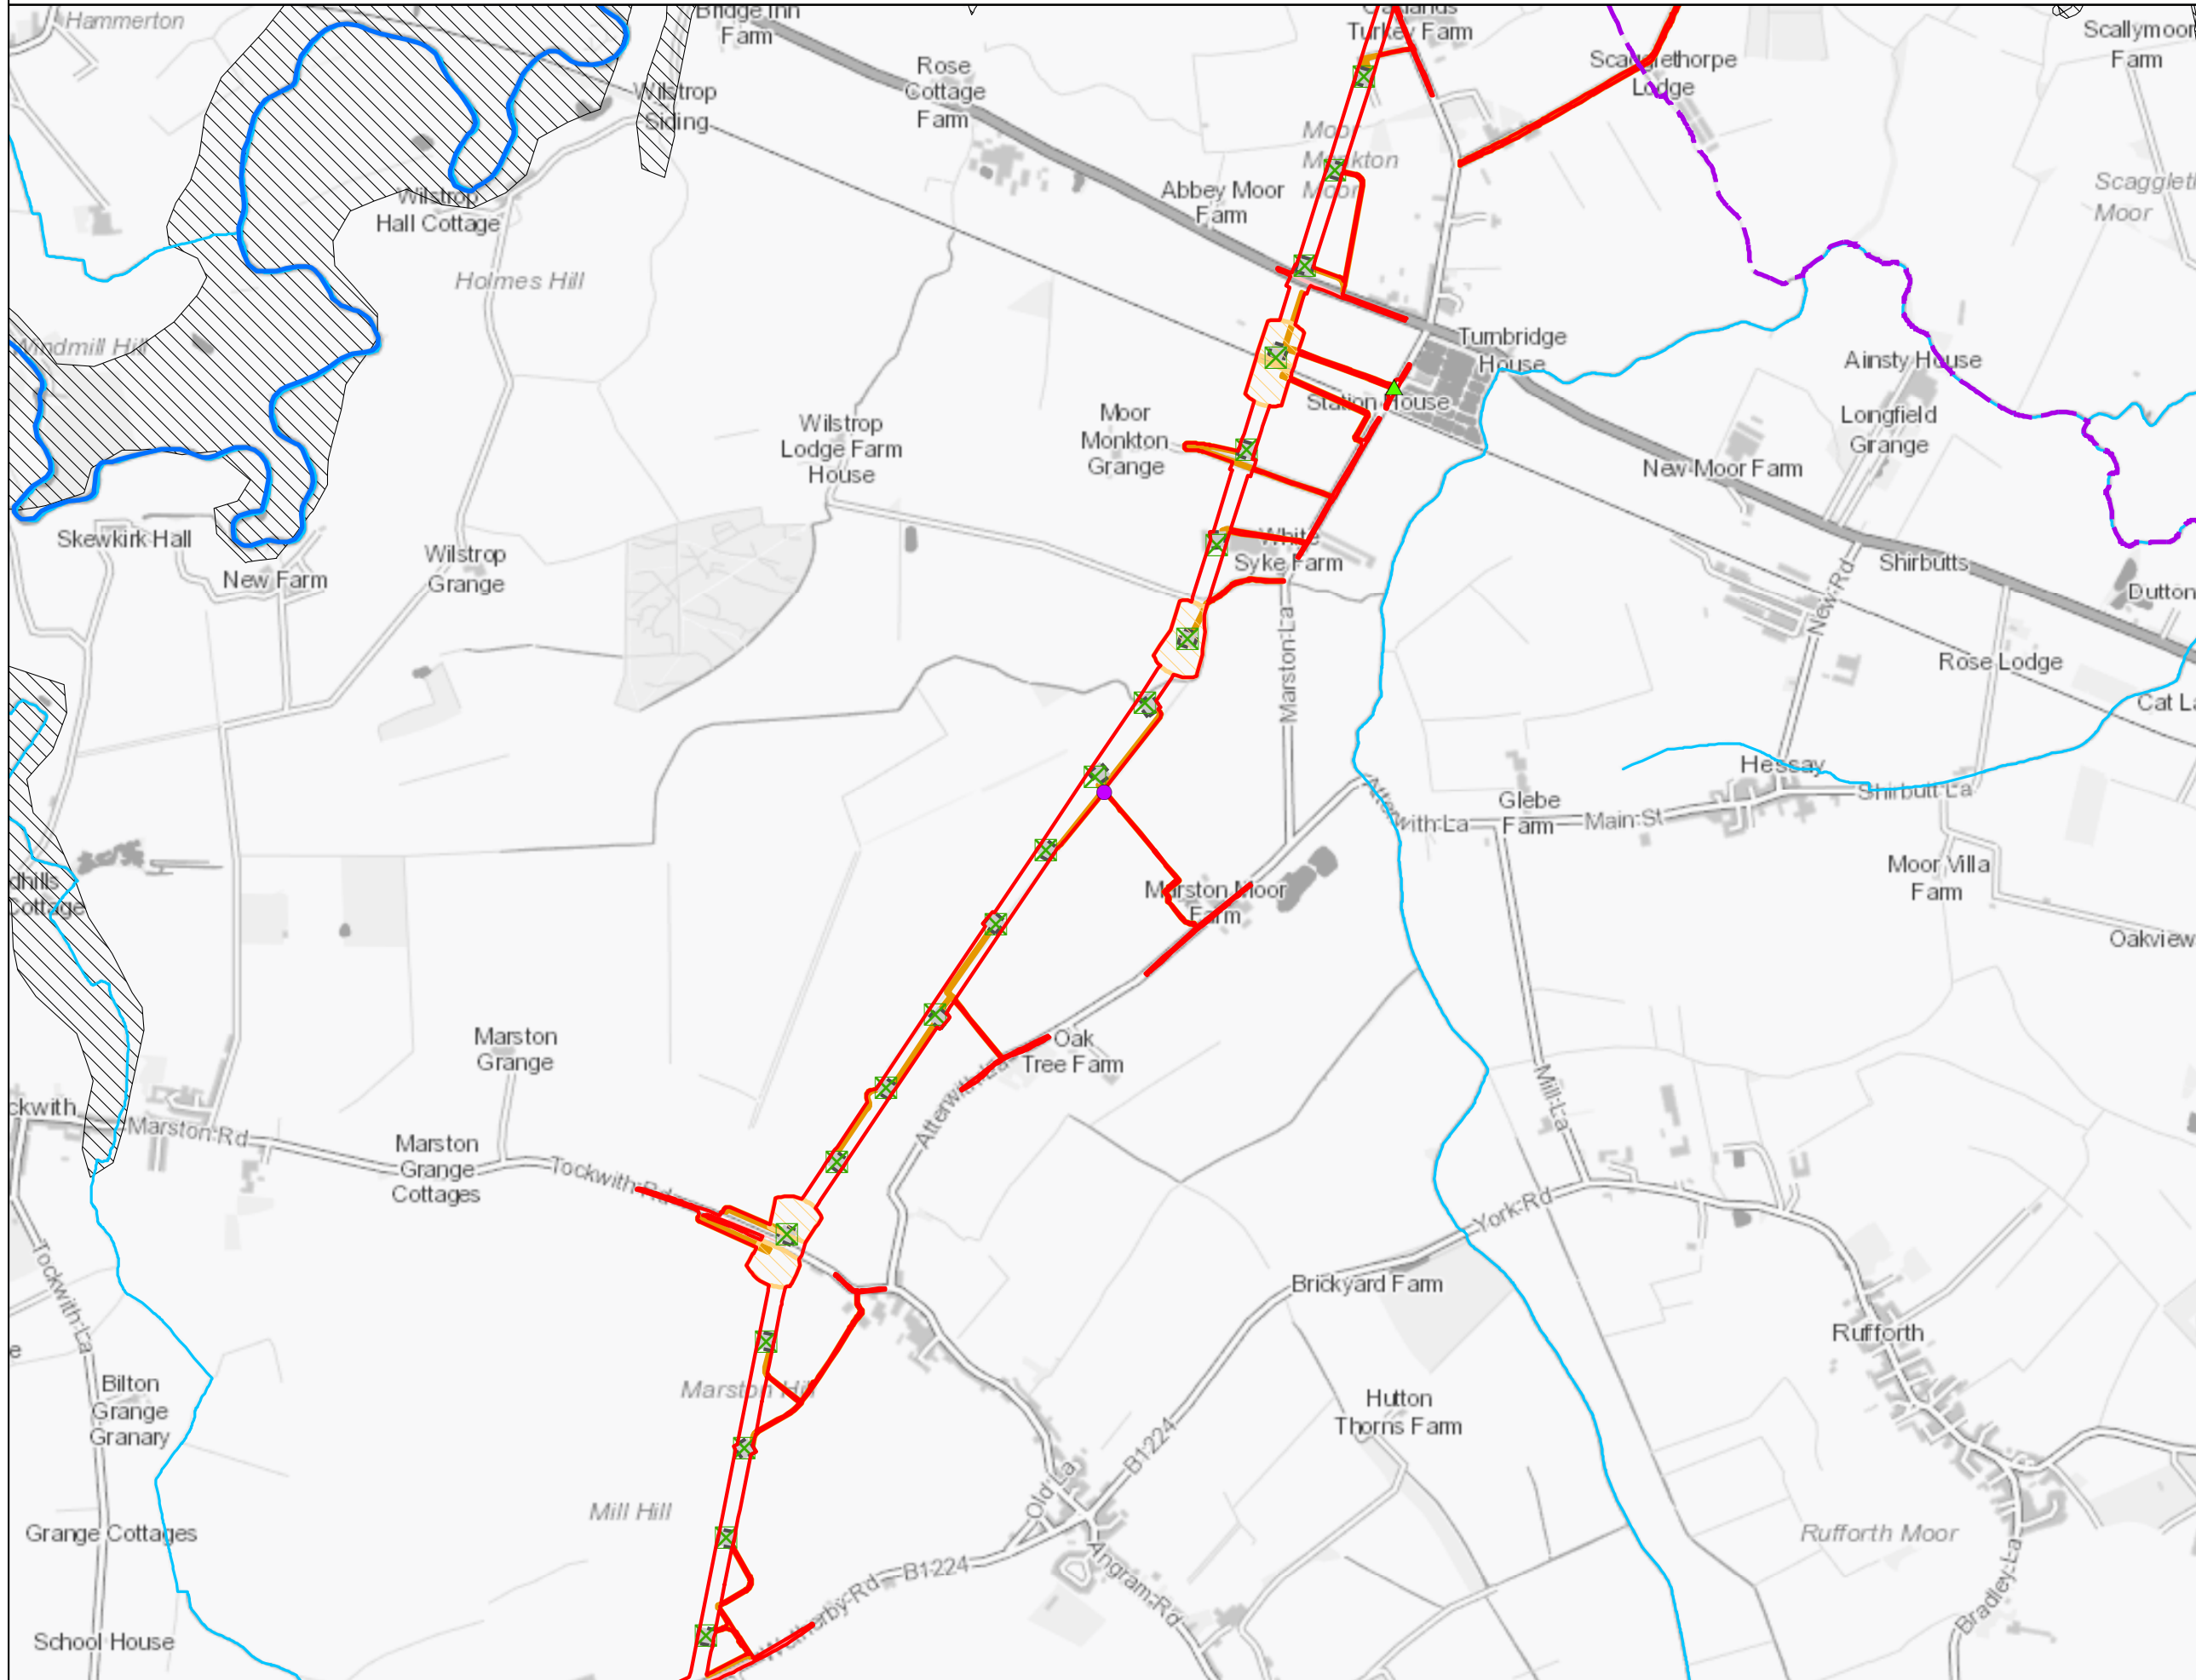 Hammerton
Bridge Inn
Farm
Oaklands
Turkey Farm
Scallymoor
Farm
Rose
Cottage
Farm
Scagglethorpe
Lodge
Wilstrop
Siding
Moor
Monkton
Moor
Wilstrop
Hall Cottage
Abbey Moor
Farm
Moor
Holmes Hill
Windmill Hill
Tumbridge
House
Ainsty House
Station House
Moor
Monkton
Grange
Wilstrop
Lodge Farm
House
Longfield
Grange
New Moor Farm
Skewkirk Hall
New Farm
Wilstrop
Grange
White
Syke Farm
Shirbutts
Dutton
New Rd
Marston La
Rose Lodge
Cat La
Hessay
Shirbutt La
Atterwith La
Glebe
Farm
Main St
Moor Villa
Farm
Cottage
Marston Moor
Farm
Oakview
Marston
Grange
Oak
Tree Farm
Atterwith La
Mill La
ckwith
Marston Rd
Marston
Grange
Cottages
Tockwith Rd
York Rd
Tockwith La
Brickyard Farm
Rufforth
Bilton
Grange
Granary
Marston Hill
Hutton
Thorns Farm
B1224
Old La
Mill Hill
Grange Cottages
Rufforth Moor
B1224
Angram Rd
Wetherby Rd
Bradley La
School House